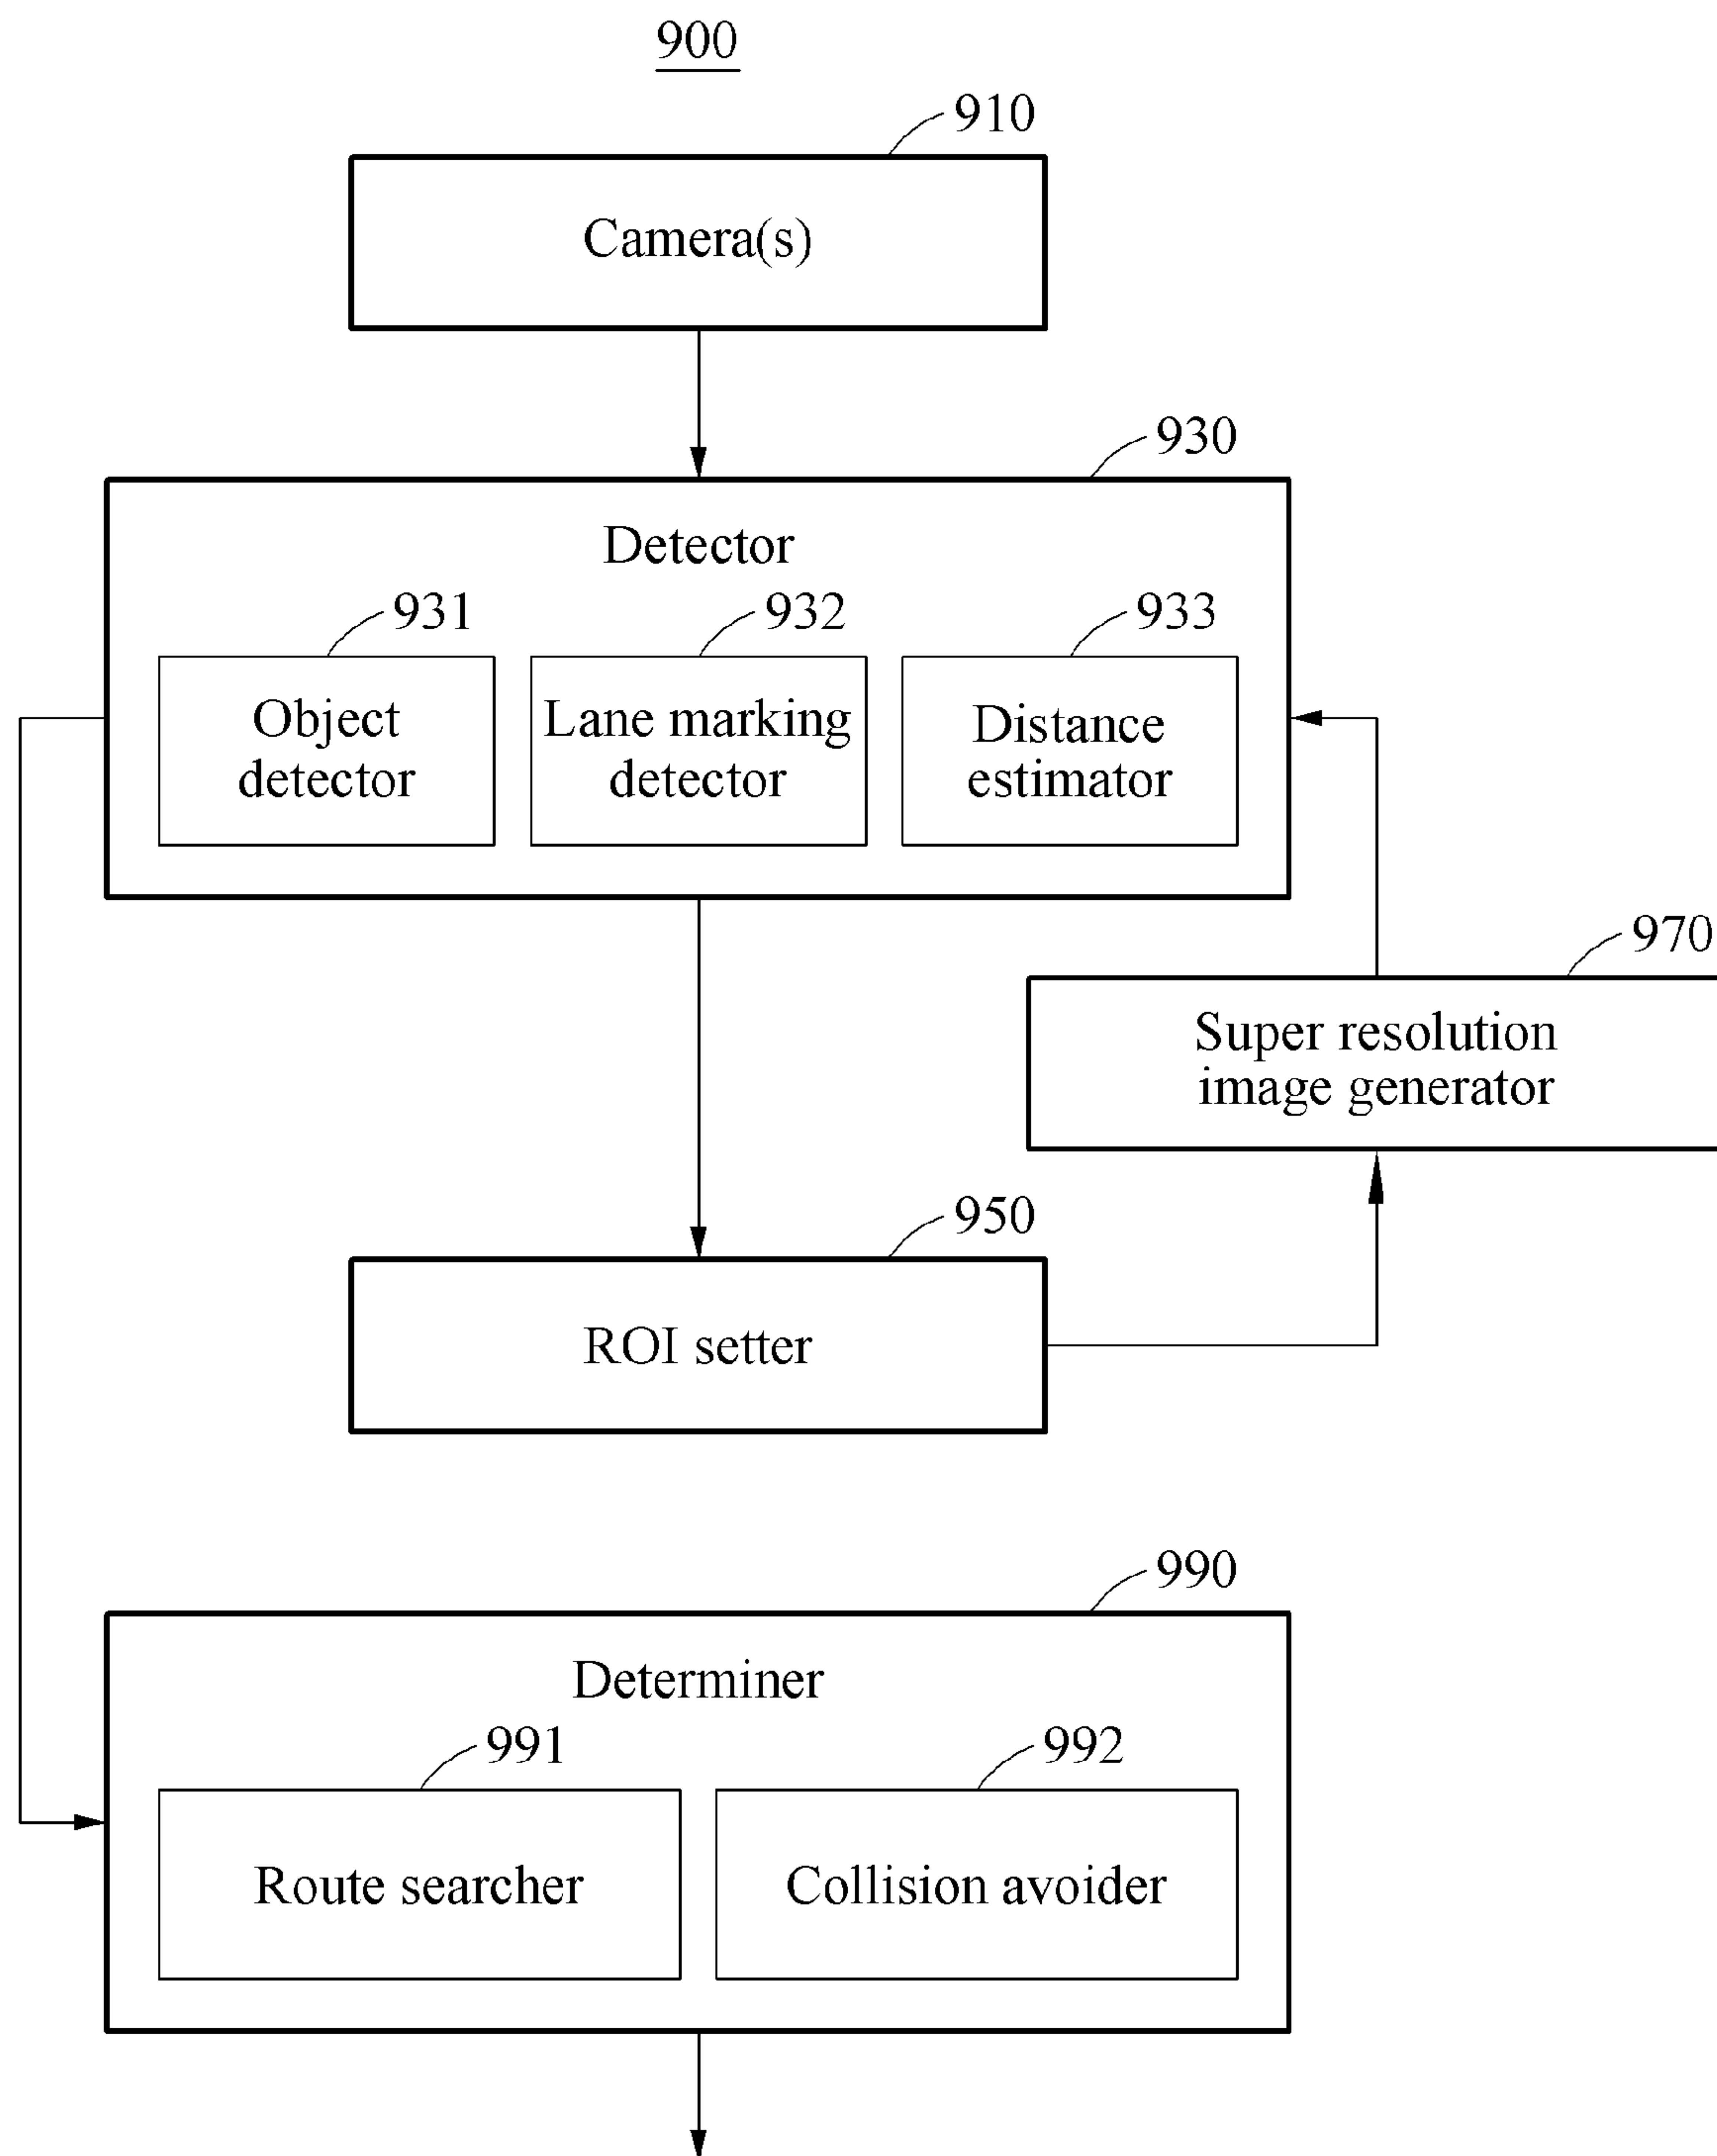 900
910
Camera(s)
930
Detector
931
932
933
Object
detector
Lane marking
detector
Distance
estimator
970
Super resolution
image generator
950
ROI setter
990
Determiner
991
992
Route searcher
Collision avoider